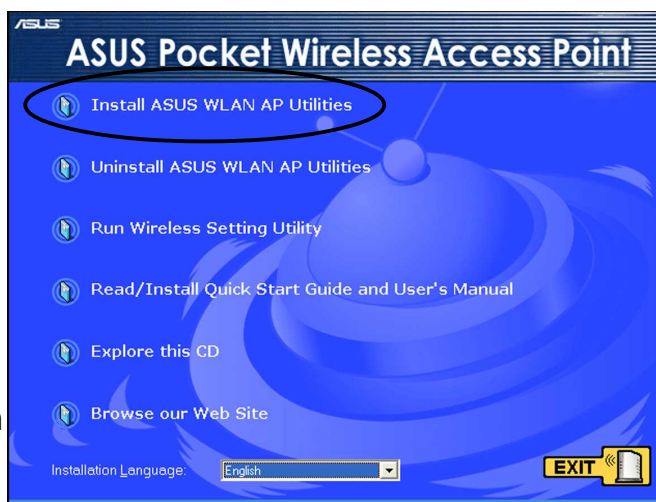 ASUS
ASUS Pocket Wireless Access Point
Install ASUS WLAN AP Utilities
Uninstall ASUS WLAN AP Utilities
Run Wireless Setting Utility
Read/Install Quick Start Guide and User's Manual
Explore this CD
Browse our Web Site
Installation Language: English
EXIT